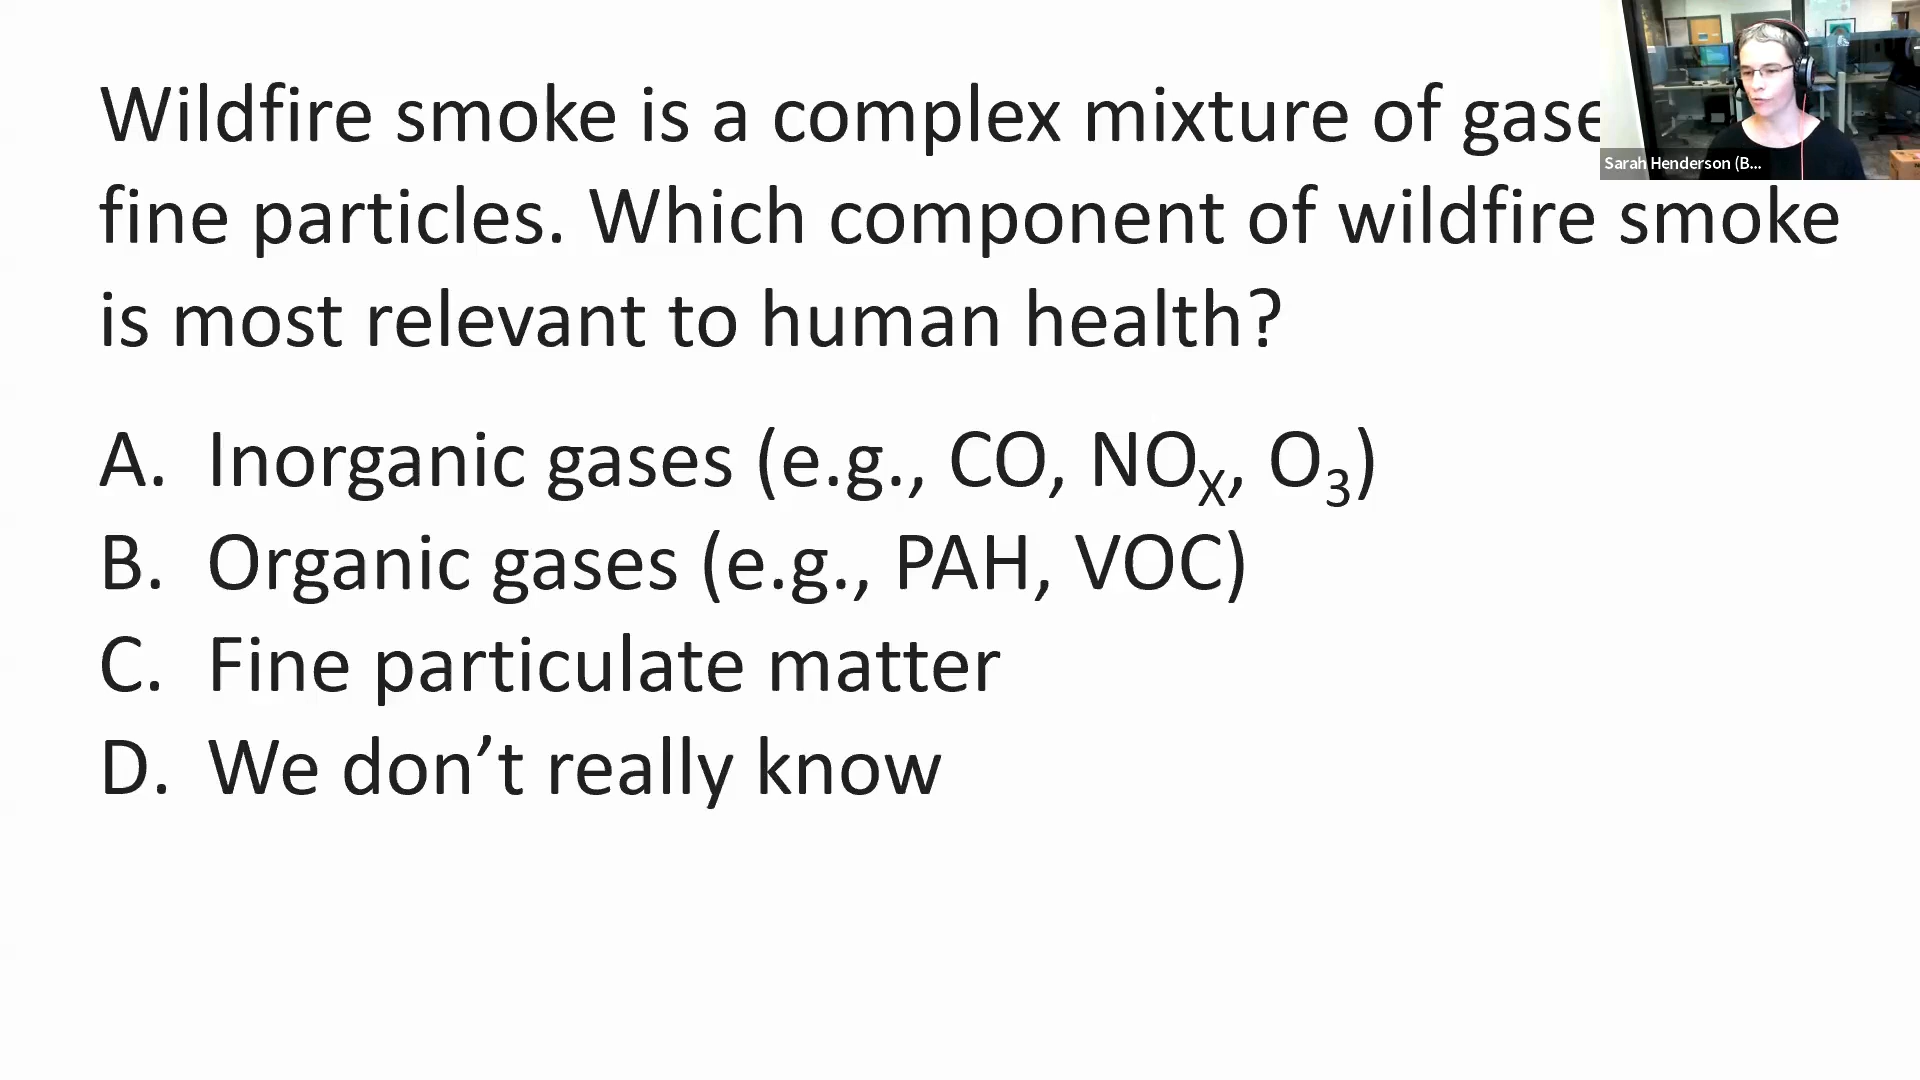 Wildfire smoke is a complex mixture of gase
fine particles. Which component of wildfire smoke
is most relevant to human health?
A. Inorganic gases (e.g., CO, NOX, O3)
B. Organic gases (e.g., PAH, VOC)
C. Fine particulate matter
D. We don’t really know
Sarah Henderson (B...